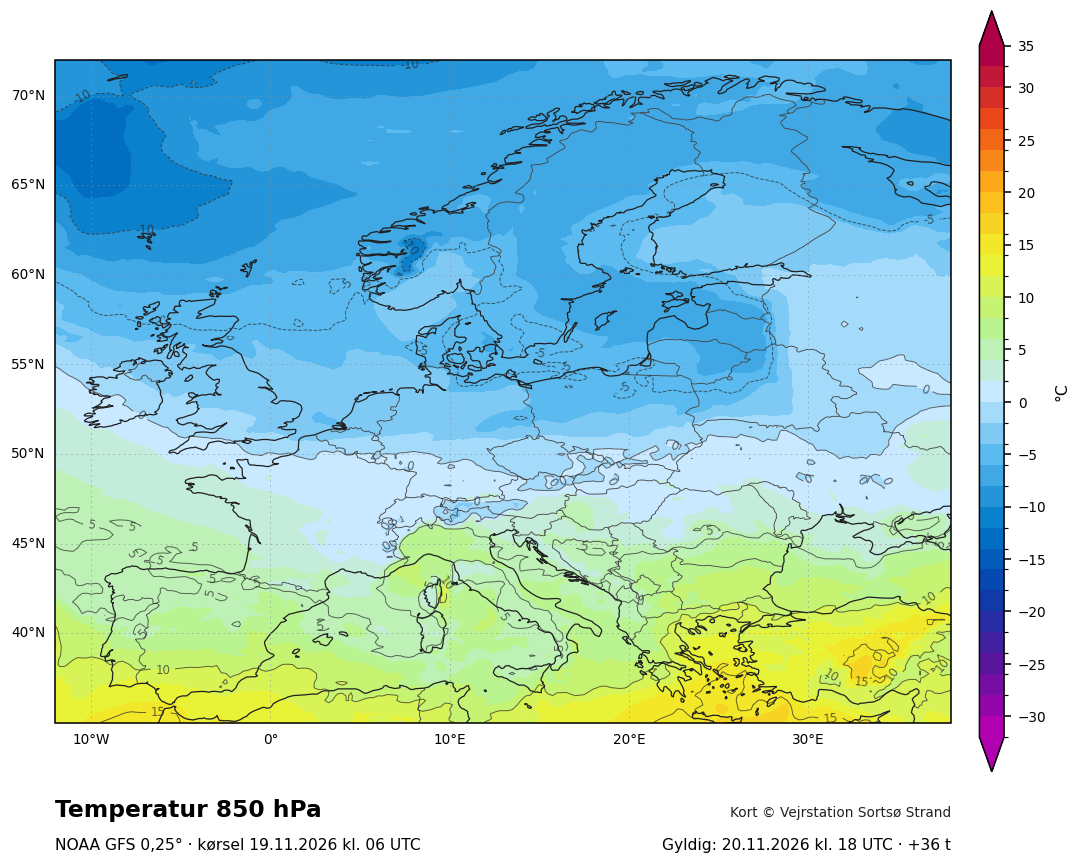 35
30
25
20
15
10
5
0
−5
−10
−15
−20
−25
−30
°C
70°N
65°N
60°N
55°N
50°N
45°N
40°N
10°W
0°
10°E
20°E
30°E
Temperatur 850 hPa
Kort © Vejrstation Sortsø Strand
NOAA GFS 0,25° · kørsel 19.11.2026 kl. 06 UTC
Gyldig: 20.11.2026 kl. 18 UTC · +36 t